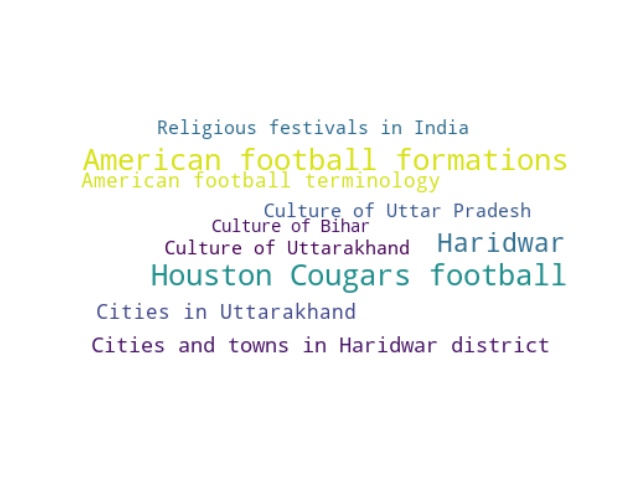 Religious festivals in India
American football formations
American football terminology
Culture of Uttar Pradesh
Culture of Bihar
Culture of Uttarakhand
Haridwar
Houston Cougars football
Cities in Uttarakhand
Cities and towns in Haridwar district